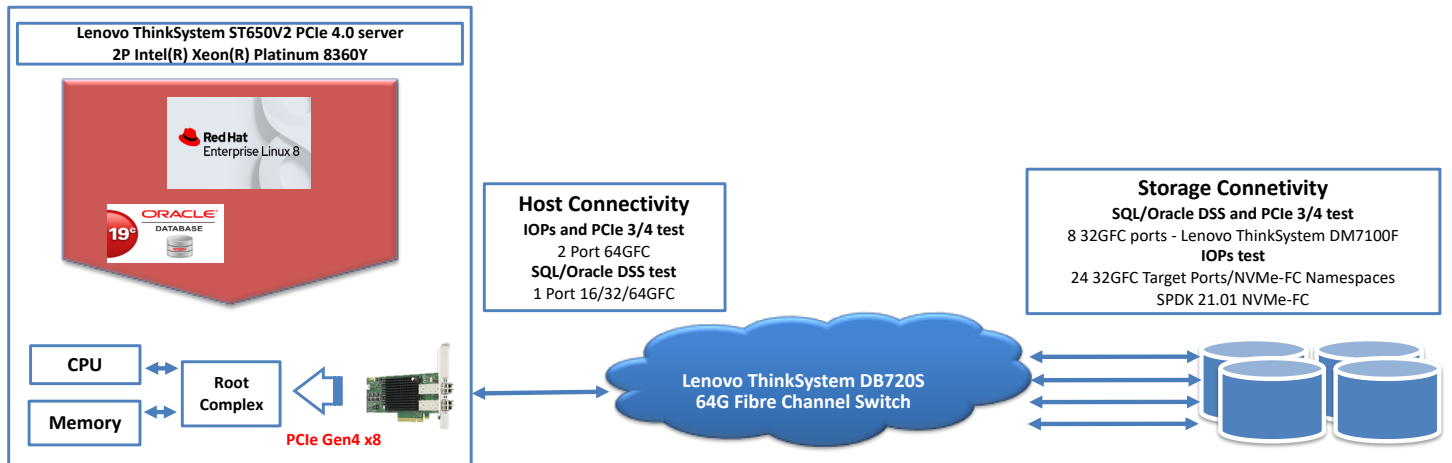 Lenovo ThinkSystem ST650V2 PCIe 4.0 server
2P Intel(R) Xeon(R) Platinum 8360Y
Red Hat
Enterprise Linux 8
19c
ORACLE
DATABASE
CPU
Memory
Root
Complex
PCIe Gen4 x8
Host Connectivity
IOPs and PCIe 3/4 test
2 Port 64GFC
SQL/Oracle DSS test
1 Port 16/32/64GFC
Lenovo ThinkSystem DB720S
64G Fibre Channel Switch
Storage Connetivity
SQL/Oracle DSS and PCIe 3/4 test
8 32GFC ports - Lenovo ThinkSystem DM7100F
IOPs test
24 32GFC Target Ports/NVMe-FC Namespaces
SPDK 21.01 NVMe-FC